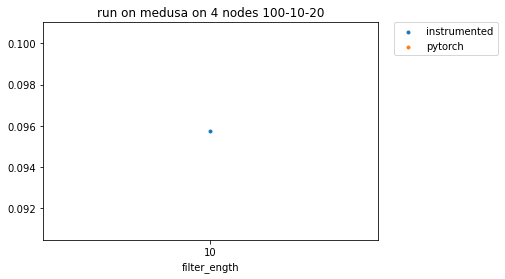 run on medusa on 4 nodes 100-10-20
instrumented
pytorch
0.100
0.098
0.096
0.094
0.092
10
filter_ength